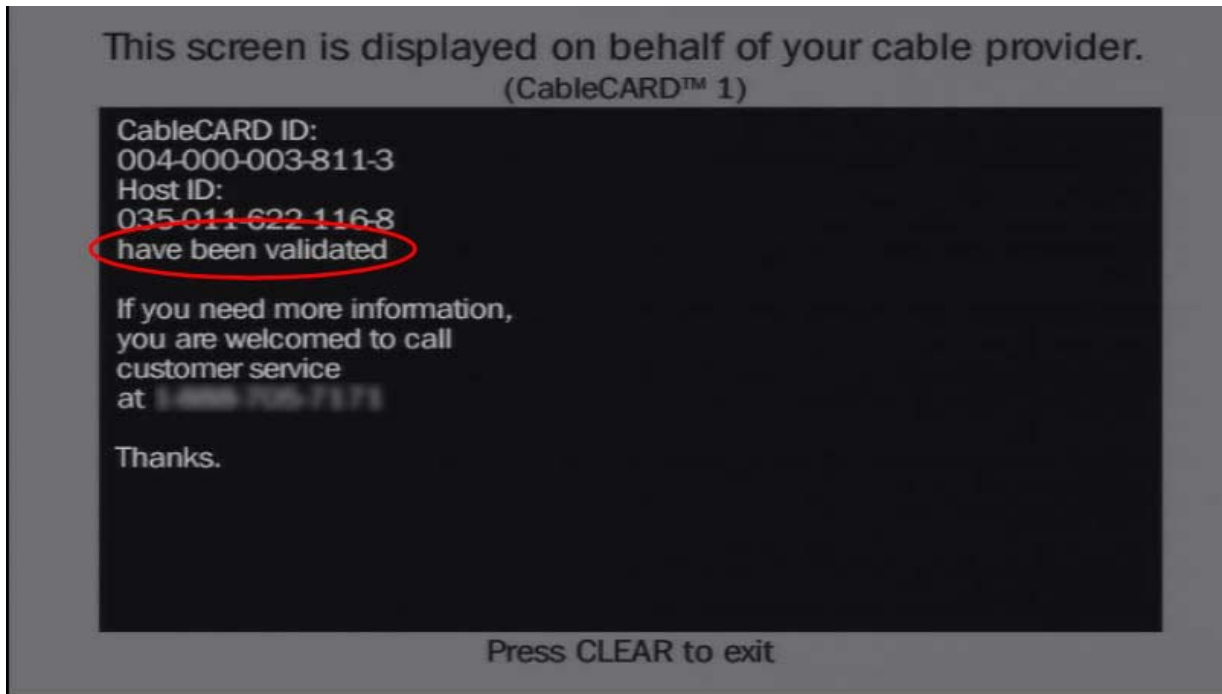 This screen is displayed on behalf of your cable provider.
(CableCARD™ 1)
CableCARD ID:
004-000-003-811-3
Host ID:
035-011-622-116-8
have been validated
If you need more information,
you are welcomed to call
customer service
at
Thanks.
Press CLEAR to exit